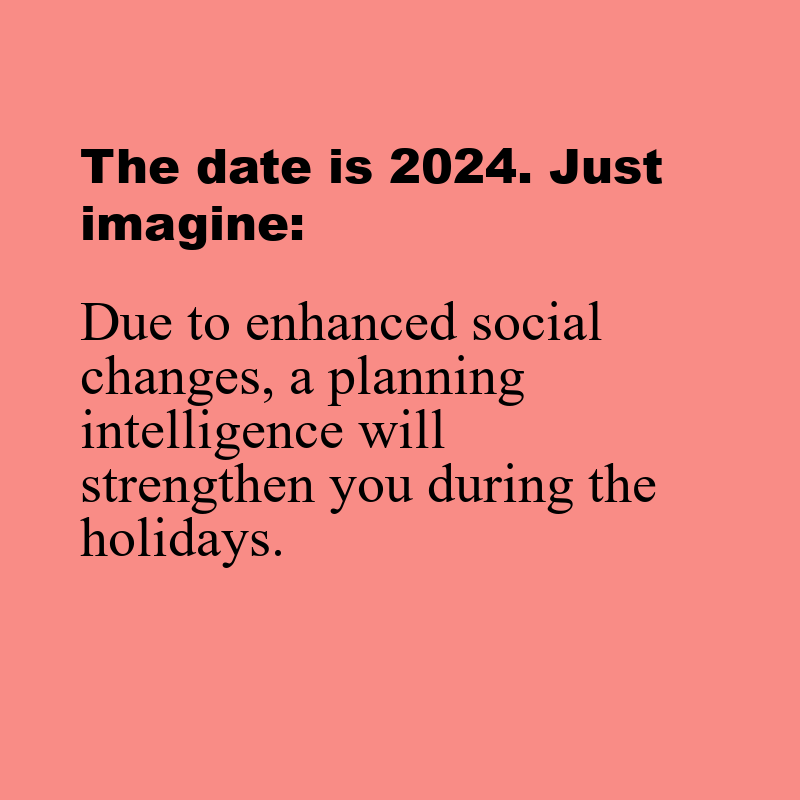 The date is 2024. Just
imagine:
Due to enhanced social
changes, a planning
intelligence will
strengthen you during the
holidays.